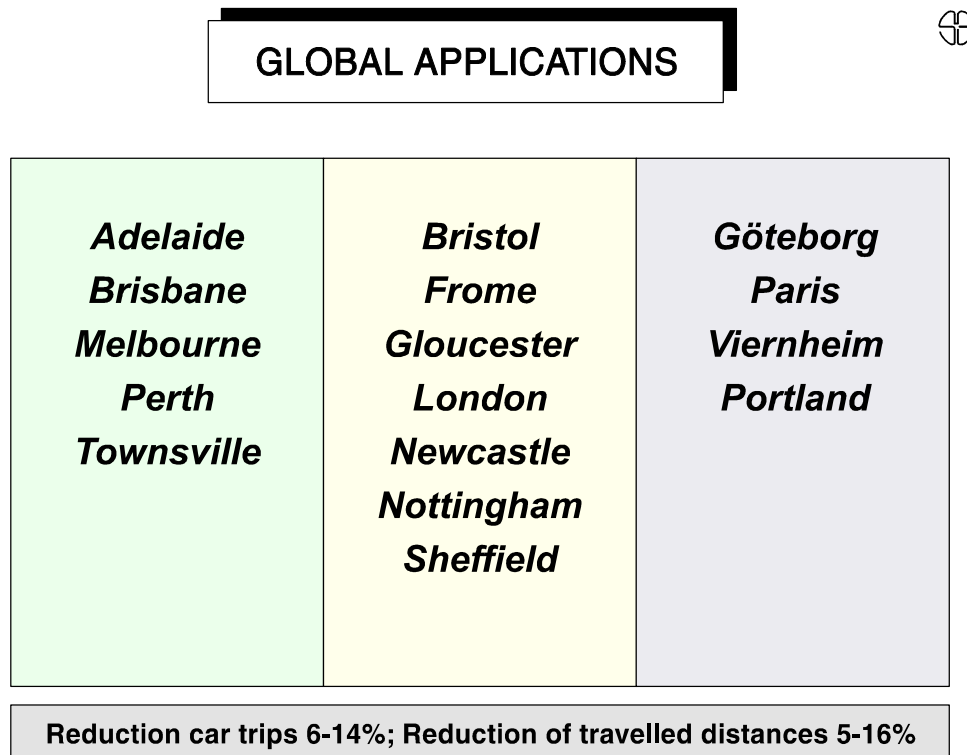 GLOBAL APPLICATIONS
Adelaide
Brisbane
Melbourne
Perth
Townsville
Bristol
Frome
Gloucester
London
Newcastle
Nottingham
Sheffield
Göteborg
Paris
Viernheim
Portland
Reduction car trips 6-14%; Reduction of travelled distances 5-16%